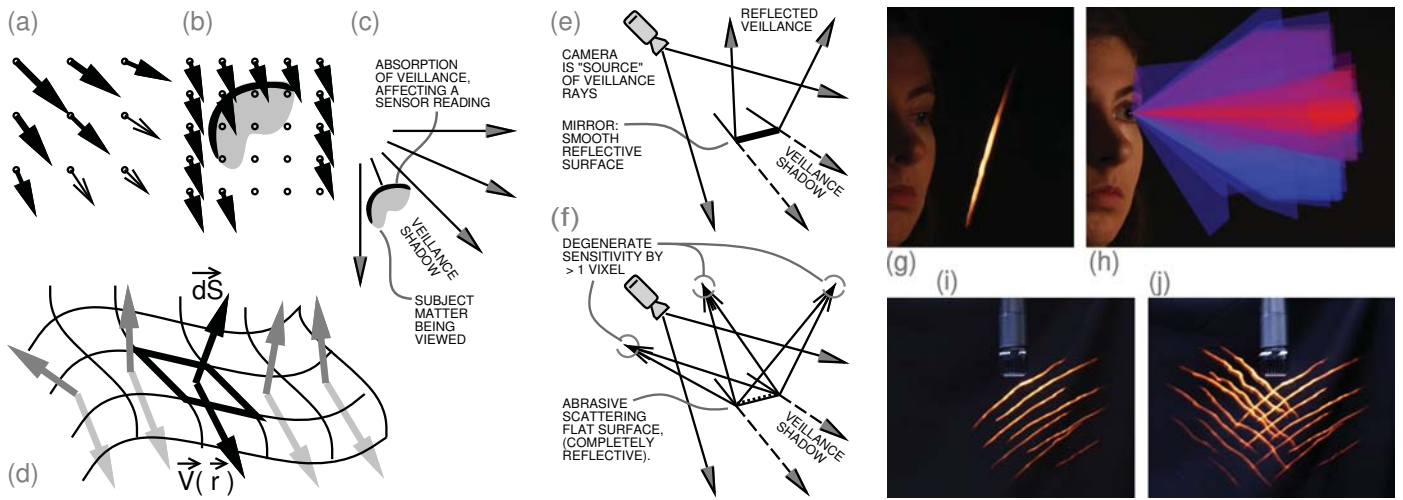 (a)
(b)
(c)
ABSORPTION
OF VEILLANCE,
AFFECTING A
SENSOR READING
VEILLANCE
SHADOW
SUBJECT
MATTER
BEING
VIEWED
(d)
dS
V( r )
(e)
REFLECTED
VEILLANCE
CAMERA
IS "SOURCE"
OF VEILLANCE
RAYS
MIRROR:
SMOOTH
REFLECTIVE
SURFACE
VEILLANCE
SHADOW
(f)
DEGENERATE
SENSITIVITY BY
> 1 VIXEL
ABRASIVE
SCATTERING
FLAT SURFACE,
(COMPLETELY
REFLECTIVE).
VEILLANCE
SHADOW
(g)
(h)
(i)
(j)